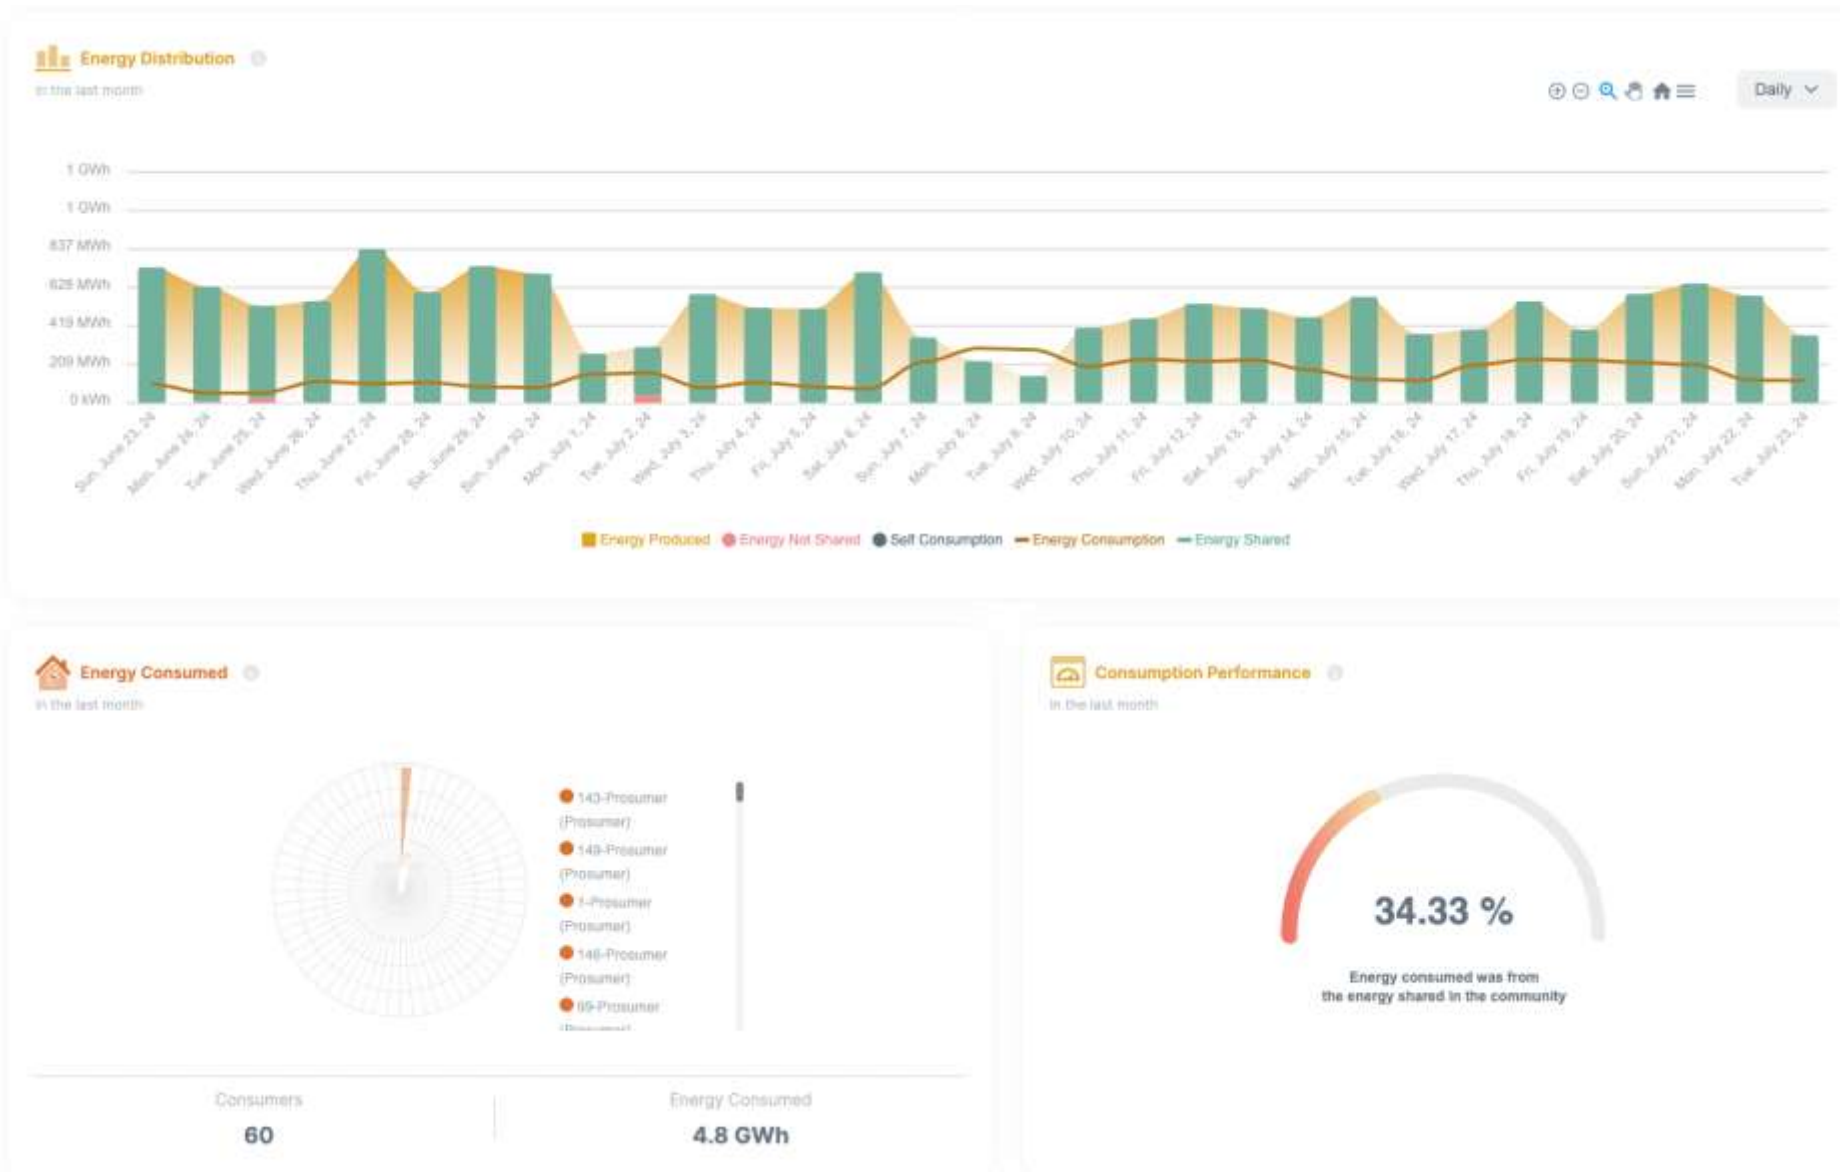 Energy Distribution
in the last month
Daily
1 GWh
1 GWh
837 MWh
628 MWh
419 MWh
209 MWh
0 kWh
Sun, June 23, 24
Mon, June 24, 24
Tue, June 25, 24
Wed, June 26, 24
Thu, June 27, 24
Fri, June 28, 24
Sat, June 29, 24
Sun, June 30, 24
Mon, July 1, 24
Tue, July 2, 24
Wed, July 3, 24
Thu, July 4, 24
Fri, July 5, 24
Sat, July 6, 24
Sun, July 7, 24
Mon, July 8, 24
Tue, July 9, 24
Wed, July 10, 24
Thu, July 11, 24
Fri, July 12, 24
Sat, July 13, 24
Sun, July 14, 24
Mon, July 15, 24
Tue, July 16, 24
Wed, July 17, 24
Thu, July 18, 24
Fri, July 19, 24
Sat, July 20, 24
Sun, July 21, 24
Mon, July 22, 24
Tue, July 23, 24
Energy Produced Energy Not Shared Self Consumption Energy Consumption Energy Shared
Energy Consumed
in the last month
143-Prosumer
(Prosumer)
149-Prosumer
(Prosumer)
1-Prosumer
(Prosumer)
146-Prosumer
(Prosumer)
69-Prosumer
(Prosumer)
Consumers
60
Energy Consumed
4.8 GWh
Consumption Performance
in the last month
34.33 %
Energy consumed was from
the energy shared in the community